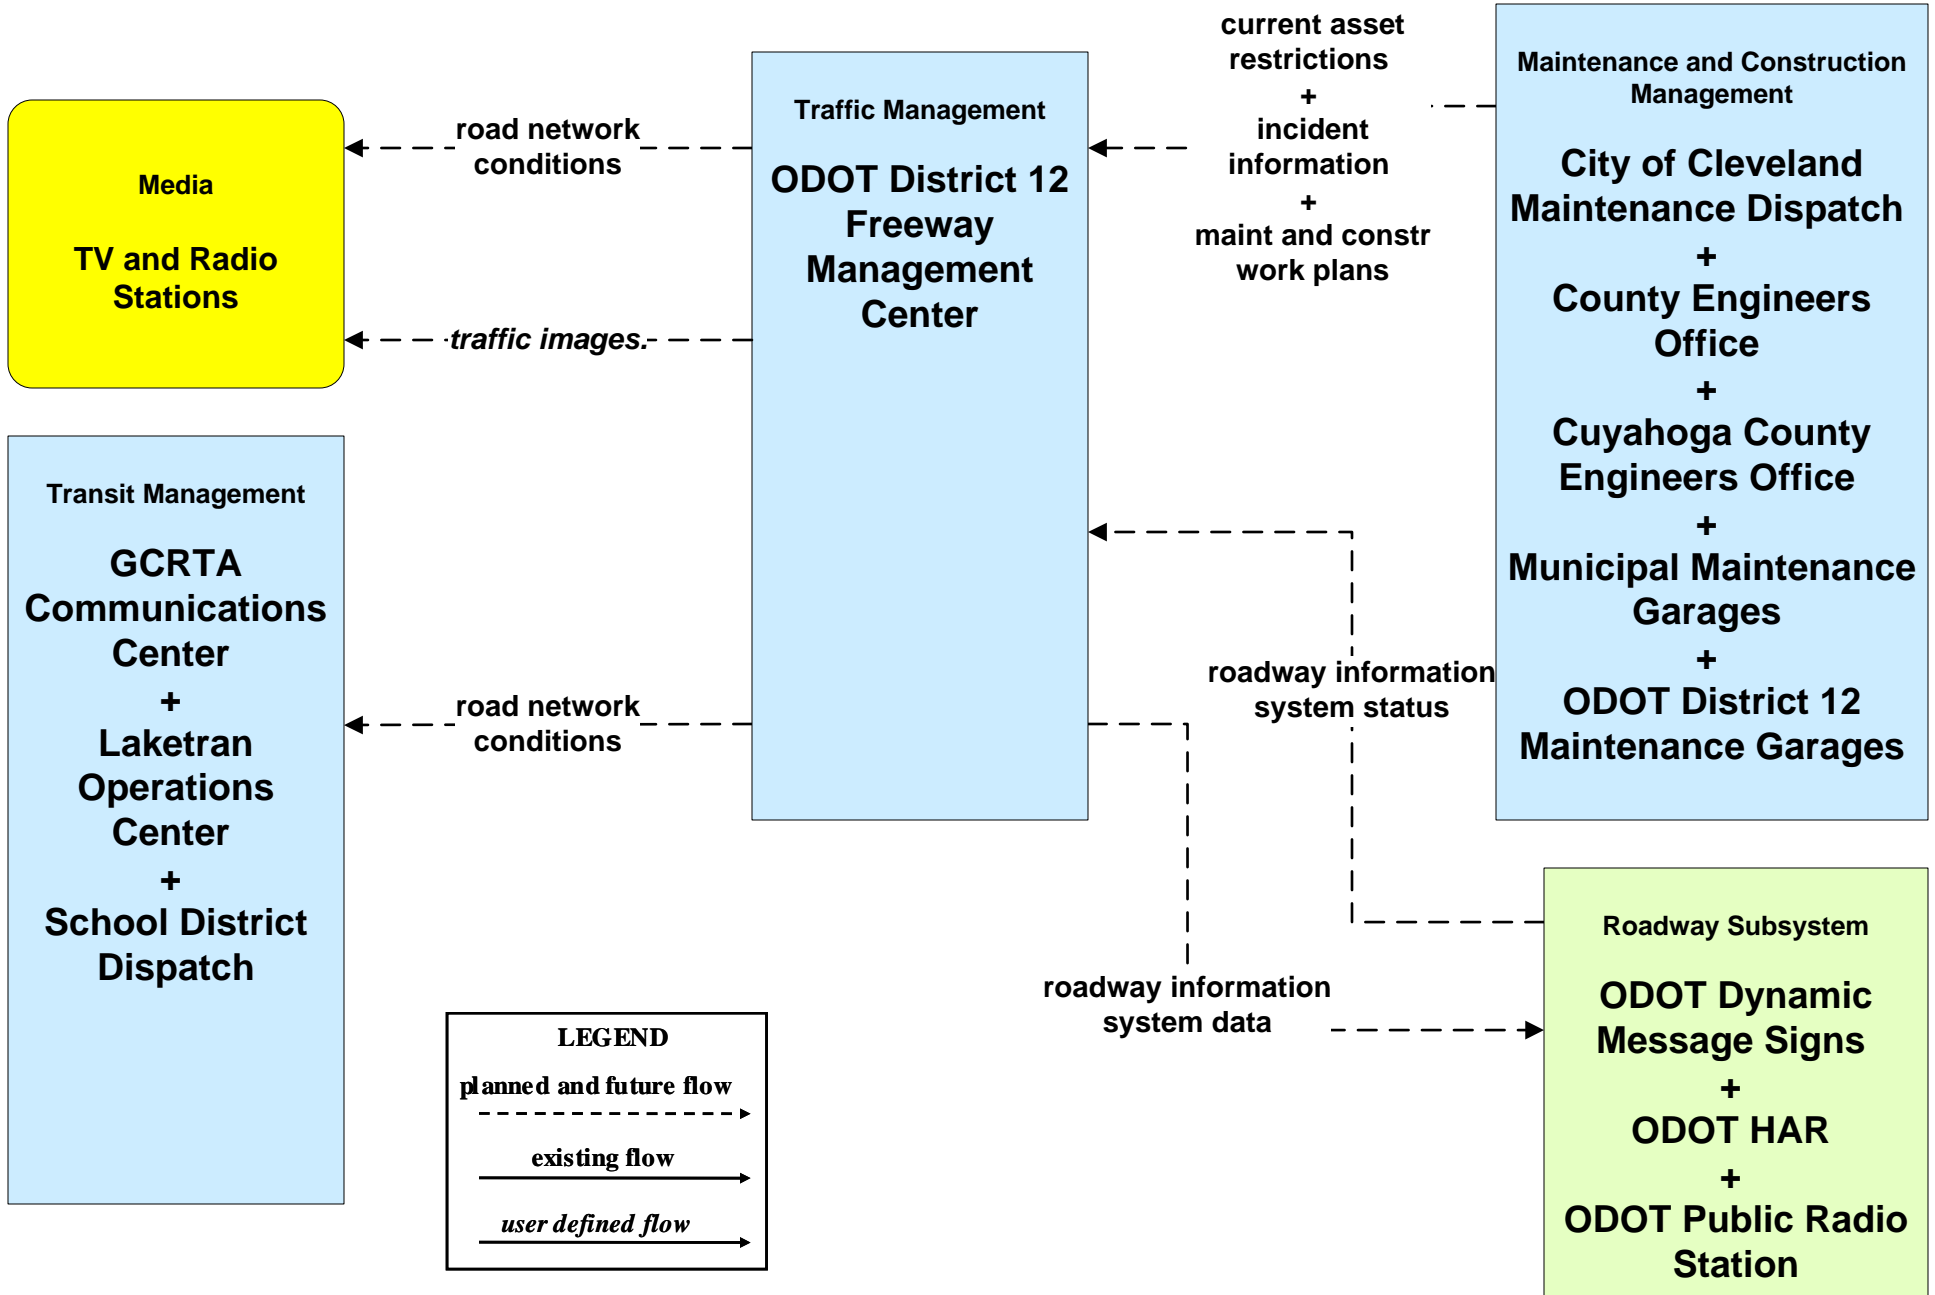 Media
TV and Radio
Stations
Transit Management
GCRTA
Communications
Center
+
Laketran
Operations
Center
+
School District
Dispatch
road network
conditions
traffic images.
road network
conditions
Traffic Management
ODOT District 12
Freeway
Management
Center
current asset
restrictions
+
incident
information
+
maint and constr
work plans
roadway information
system status
roadway information
system data
Maintenance and Construction
Management
City of Cleveland
Maintenance Dispatch
+
County Engineers
Office
+
Cuyahoga County
Engineers Office
+
Municipal Maintenance
Garages
+
ODOT District 12
Maintenance Garages
Roadway Subsystem
ODOT Dynamic
Message Signs
+
ODOT HAR
+
ODOT Public Radio
Station
LEGEND
planned and future flow
existing flow
user defined flow